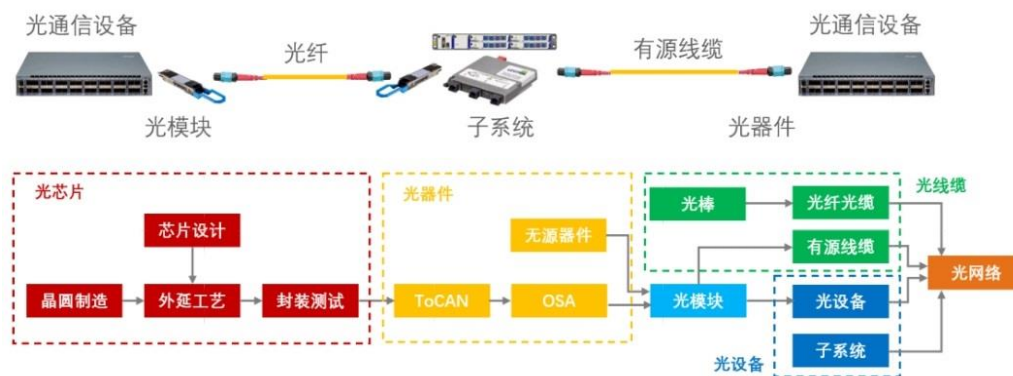 光通信设备
光纤
有源线缆
光通信设备
光模块
子系统
光器件
光芯片
光器件
光线缆
光棒
光纤光缆
芯片设计
无源器件
有源线缆
晶圆制造
外延工艺
封装测试
ToCAN
OSA
光模块
光设备
光网络
子系统
光设备